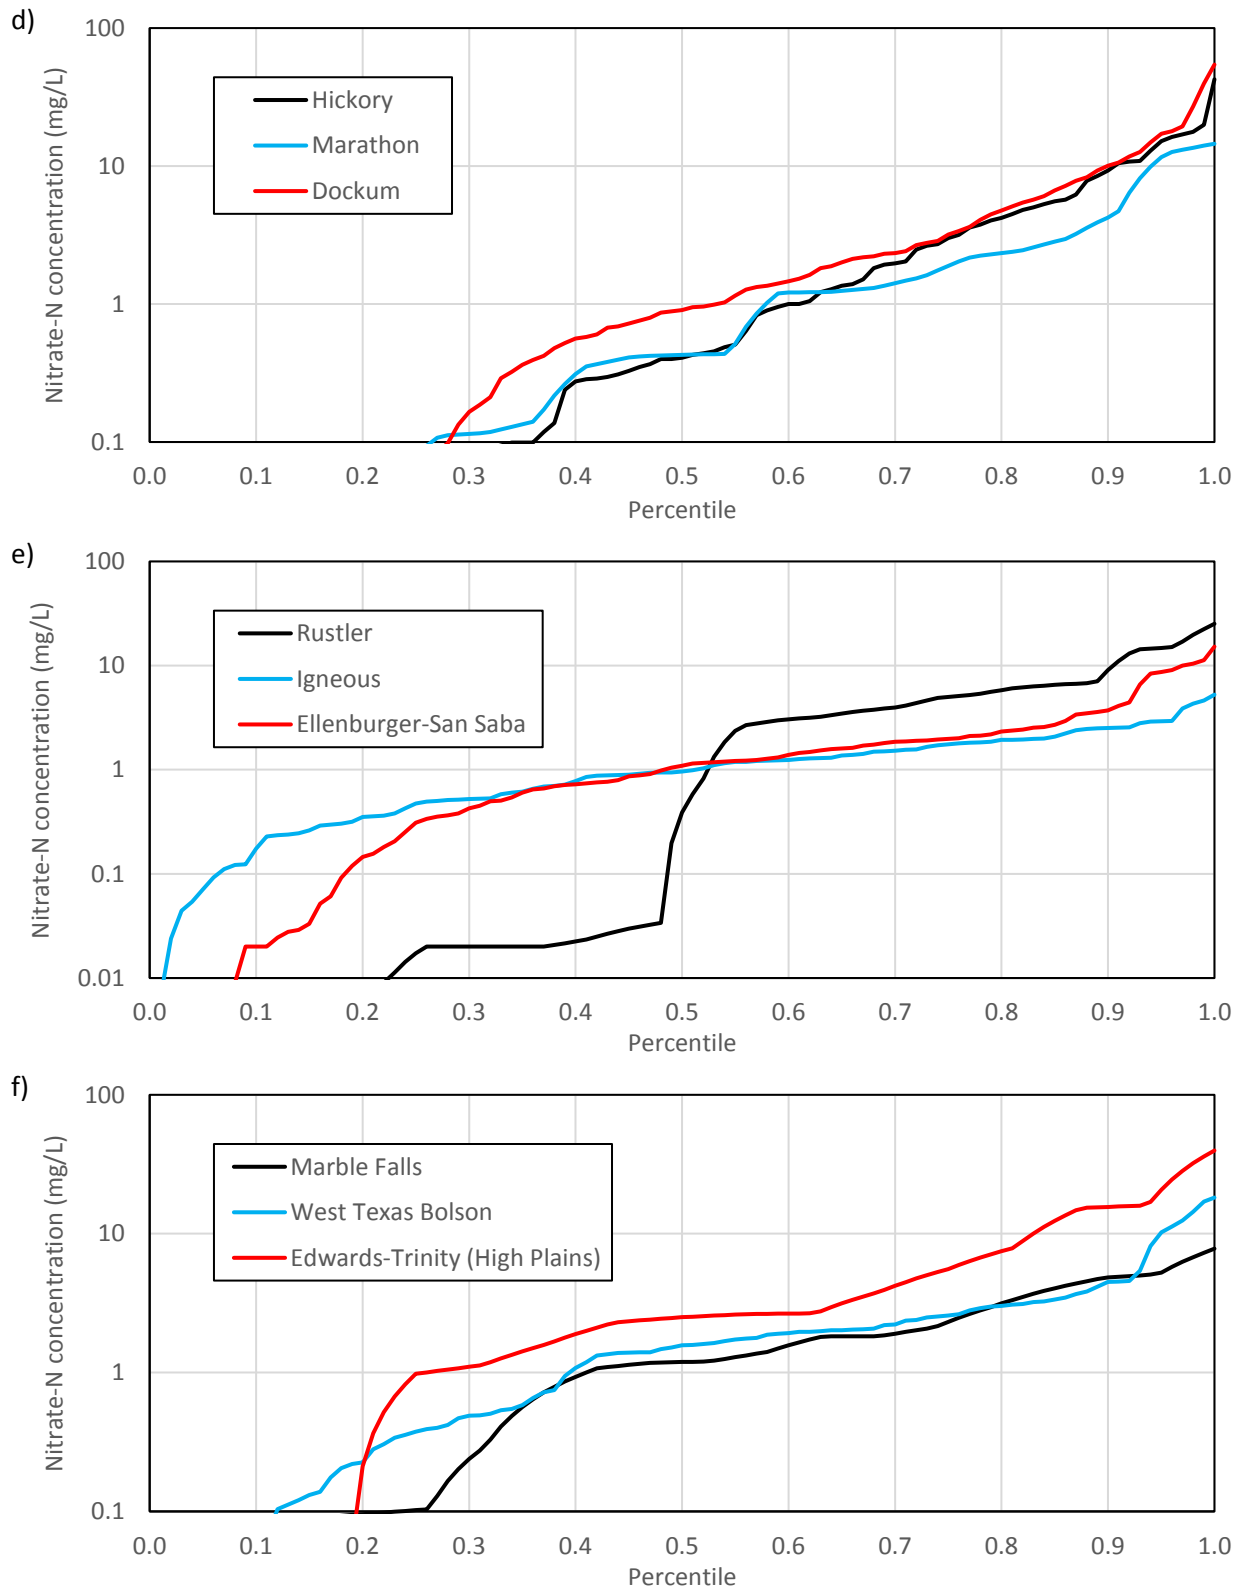 d)
Nitrate-N concentration (mg/L)
100
10
1
0.1
Hickory
Marathon
Dockum
0.0 0.1 0.2 0.3 0.4 0.5 0.6 0.7 0.8 0.9 1.0
Percentile
e)
Nitrate-N concentration (mg/L)
100
10
1
0.1
0.01
Rustler
Igneous
Ellenburger-San Saba
0.0 0.1 0.2 0.3 0.4 0.5 0.6 0.7 0.8 0.9 1.0
Percentile
f)
Nitrate-N concentration (mg/L)
100
10
1
0.1
Marble Falls
West Texas Bolson
Edwards-Trinity (High Plains)
0.0 0.1 0.2 0.3 0.4 0.5 0.6 0.7 0.8 0.9 1.0
Percentile